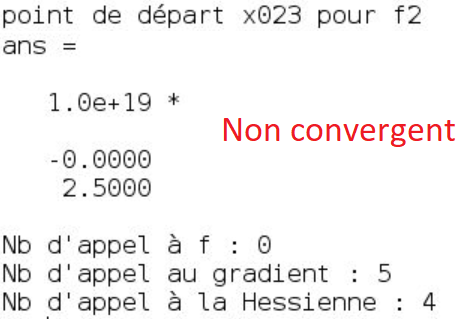 point de départ x023 pour f2
ans =
1.0e+19 *
Non convergent
-0.0000
2.5000
Nb d'appel à f : 0
Nb d'appel au gradient : 5
Nb d'appel à la Hessienne : 4